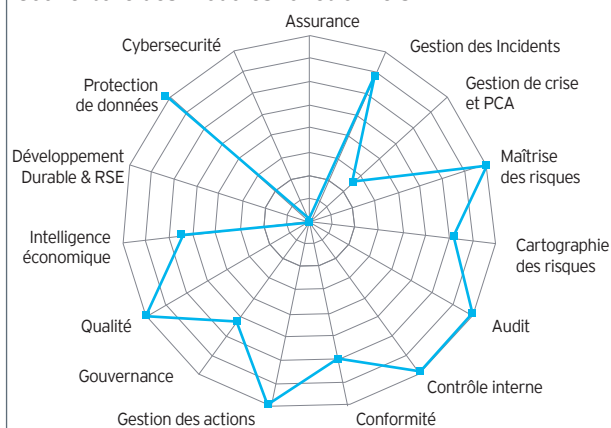 Assurance
Gestion des Incidents
Gestion de crise
et PCA
Maîtrise
des risques
Cartographie
des risques
Audit
Contrôle interne
Conformité
Gestion des actions
Gouvernance
Qualité
Intelligence
économique
Développement
Durable & RSE
Protection
de données
Cybersecurité